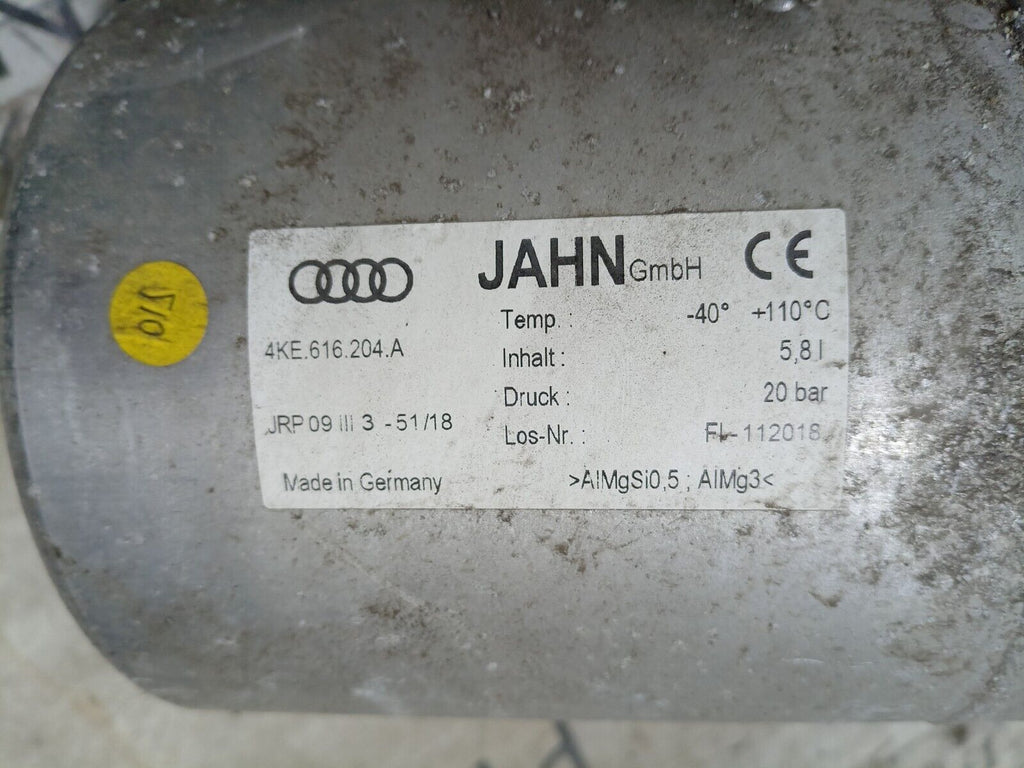 JAHN GmbH CE
Temp. : -40° +110°C
4KE.616.204.A
Inhalt : 5,8 l
Druck : 20 bar
JRP 09 III 3 - 51/18
Los-Nr. : FL-112018
Made in Germany
>AlMgSi0,5 ; AlMg3<